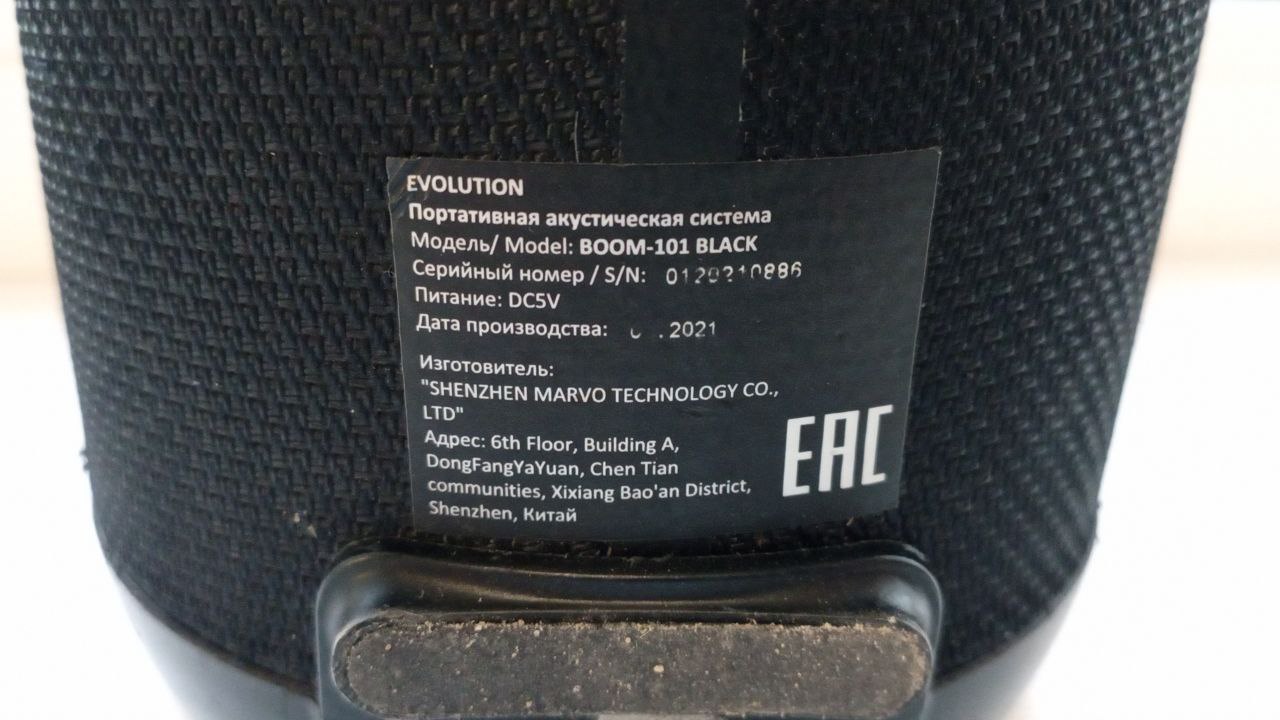 EVOLUTION
Портативная акустическая система
Модель/ Model: BOOM-101 BLACK
Серийный номер / S/N:
Питание: DC5V
Дата производства: .2021
Изготовитель:
"SHENZHEN MARVO TECHNOLOGY CO.,
LTD"
Адрес: 6th Floor, Building A,
DongFangYaYuan, Chen Tian
communities, Xixiang Bao'an District,
Shenzhen, Китай
EAC